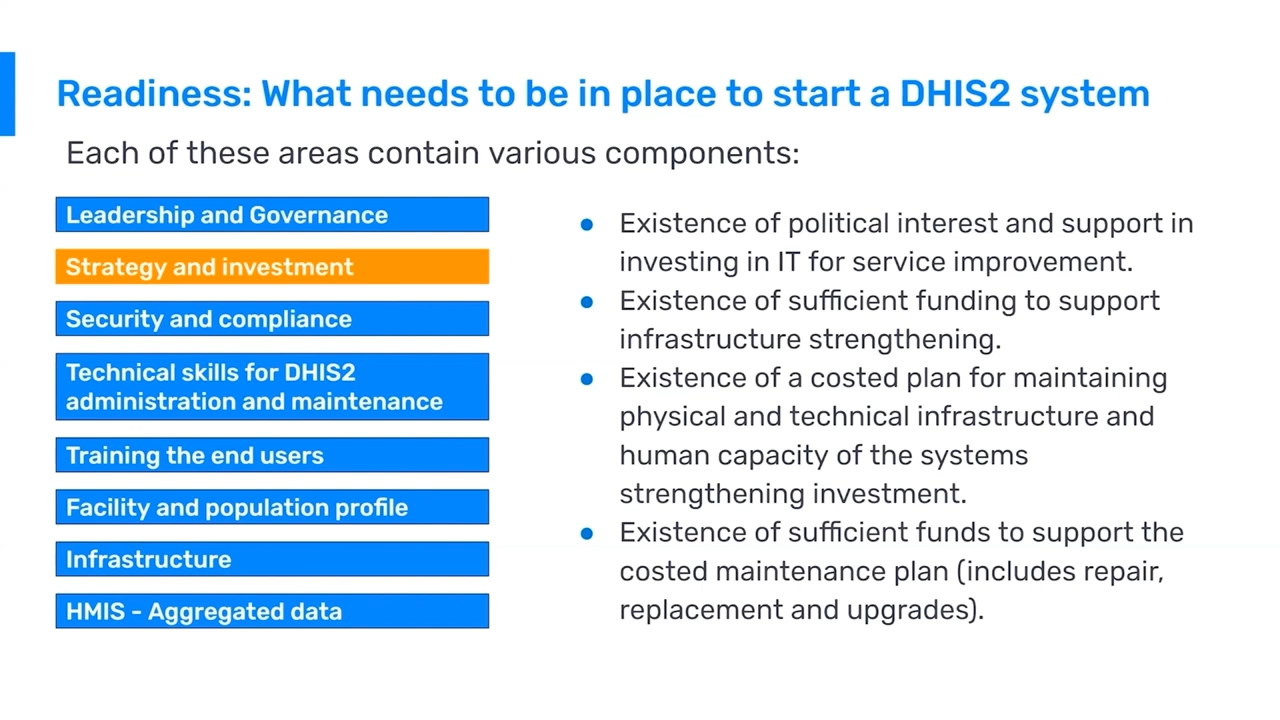 Readiness: What needs to be in place to start a DHIS2 system
Each of these areas contain various components:
Leadership and Governance
Strategy and investment
Security and compliance
Technical skills for DHIS2
administration and maintenance
Training the end users
Facility and population profile
Infrastructure
HMIS - Aggregated data
● Existence of political interest and support in
investing in IT for service improvement.
● Existence of sufficient funding to support
infrastructure strengthening.
● Existence of a costed plan for maintaining
physical and technical infrastructure and
human capacity of the systems
strengthening investment.
● Existence of sufficient funds to support the
costed maintenance plan (includes repair,
replacement and upgrades).